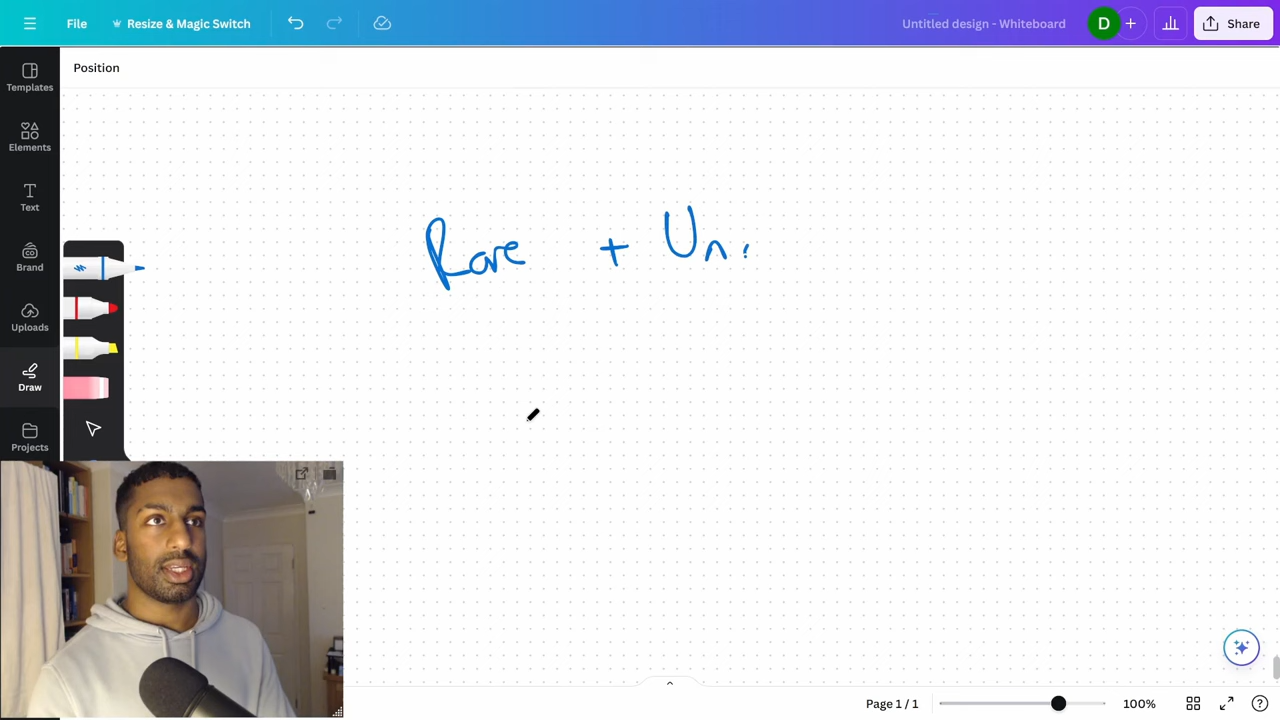 File Resize & Magic Switch Untitled design - Whiteboard D + Share
Position
Templates
Elements
Text
Brand
Uploads
Draw
Projects
Rare + Uni
Page 1 / 1 100%
?